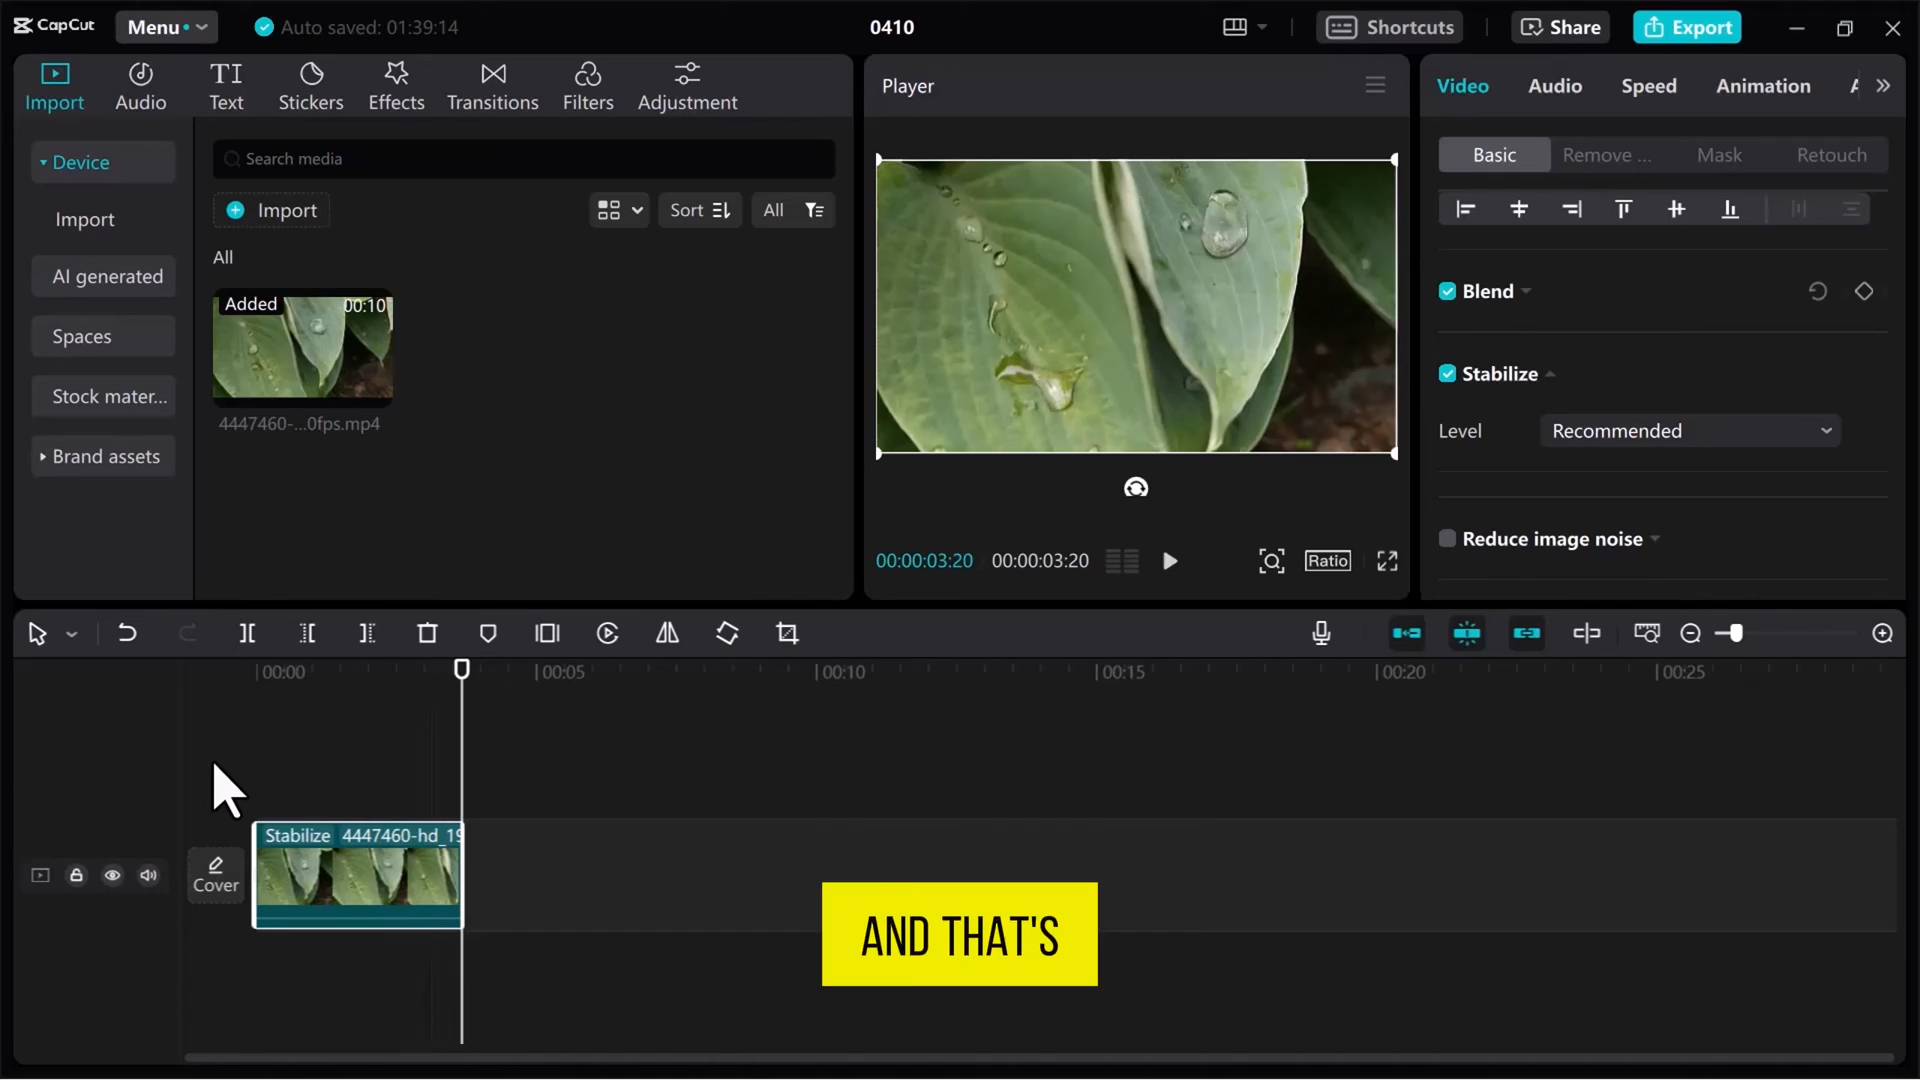 CapCut
Menu
Auto saved: 01:39:14
0410
Shortcuts
Share
Export
Import
Audio
Text
Stickers
Effects
Transitions
Filters
Adjustment
Device
Import
AI generated
Spaces
Stock mater...
Brand assets
Search media
Import
Sort
All
All
Added
00:10
4447460-...0fps.mp4
Player
00:00:03:20
00:00:03:20
Ratio
Video
Audio
Speed
Animation
Basic
Remove ...
Mask
Retouch
Blend
Stabilize
Level
Recommended
Reduce image noise
00:00
00:05
00:10
00:15
00:20
00:25
Cover
Stabilize 4447460-hd_19
AND THAT'S